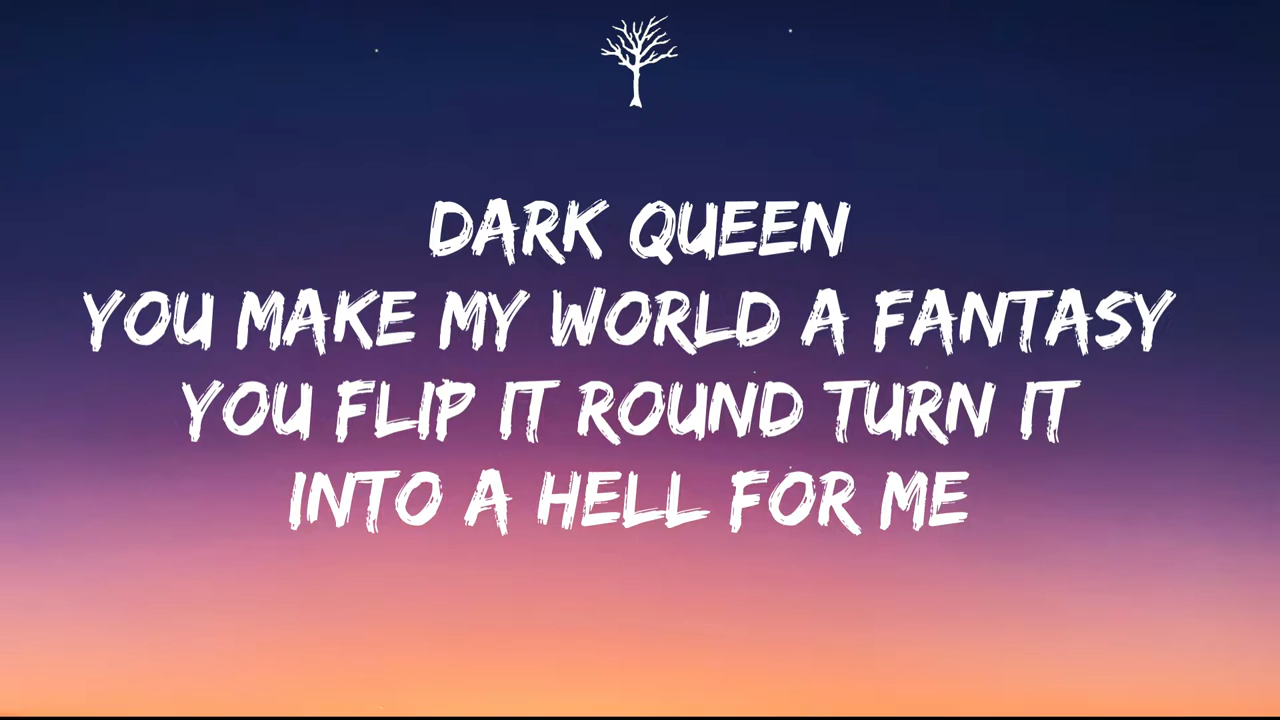 DARK QUEEN
YOU MAKE MY WORLD A FANTASY
YOU FLIP IT ROUND TURN IT
INTO A HELL FOR ME